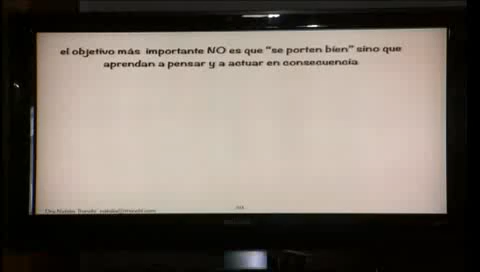 el objetivo más importante NO es que "se porten bien" sino que
aprendan a pensar y a actuar en consecuencia